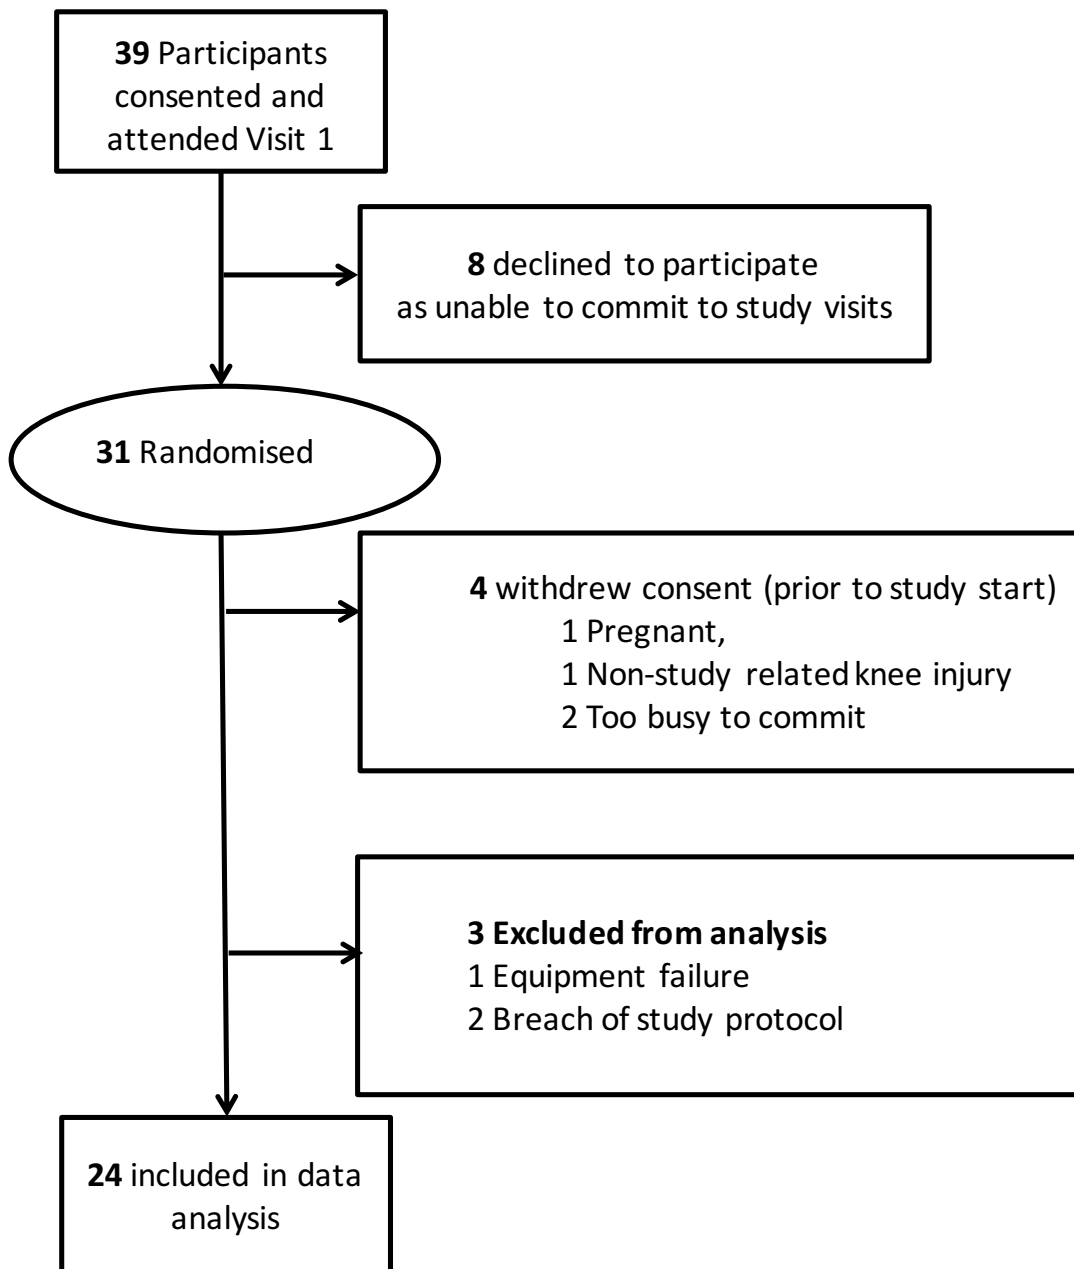 39 Participants
consented and
attended Visit 1
8 declined to participate
as unable to commit to study visits
31 Randomised
4 withdrew consent (prior to study start)
1 Pregnant,
1 Non-study related knee injury
2 Too busy to commit
3 Excluded from analysis
1 Equipment failure
2 Breach of study protocol
24 included in data
analysis